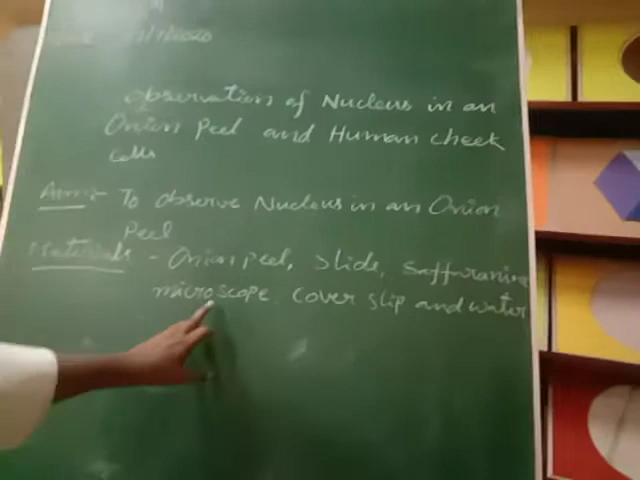 Observation of Nucleus in an
Onion Peel and Human cheek
cells
Aim:- To observe Nucleus in an Onion
Peel
Materials - Onion peel, slide, Saffuranine
microscope cover slip and water